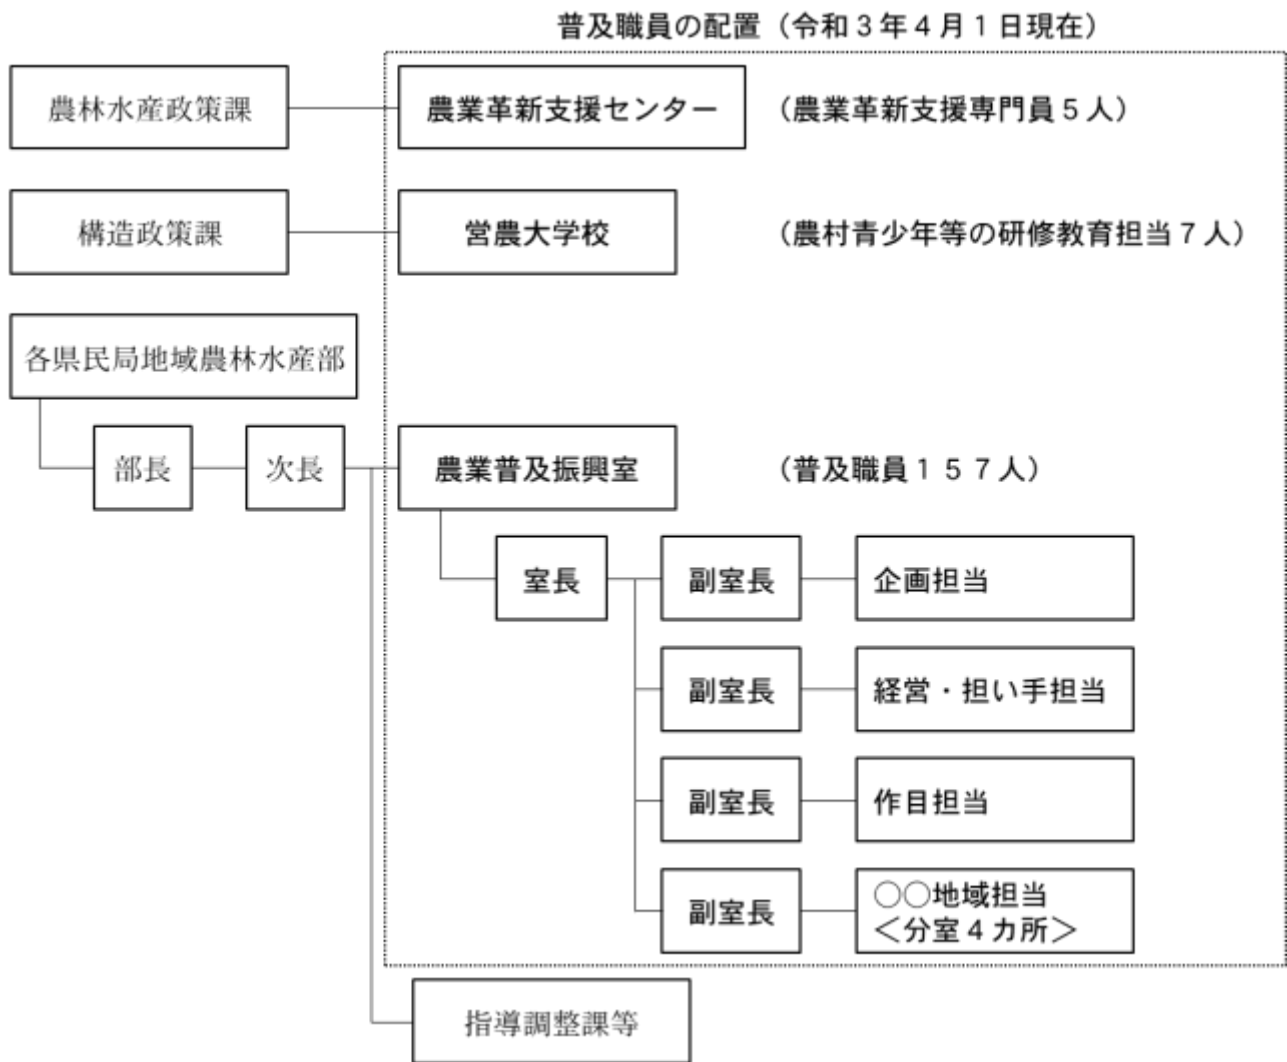 普及職員の配置（令和３年４月１日現在）
農林水産政策課
農業革新支援センター
（農業革新支援専門員５人）
構造政策課
営農大学校
（農村青少年等の研修教育担当７人）
各県民局地域農林水産部
部長
次長
農業普及振興室
（普及職員１５７人）
室長
副室長
企画担当
副室長
経営・担い手担当
副室長
作目担当
副室長
○○地域担当
＜分室４カ所＞
指導調整課等